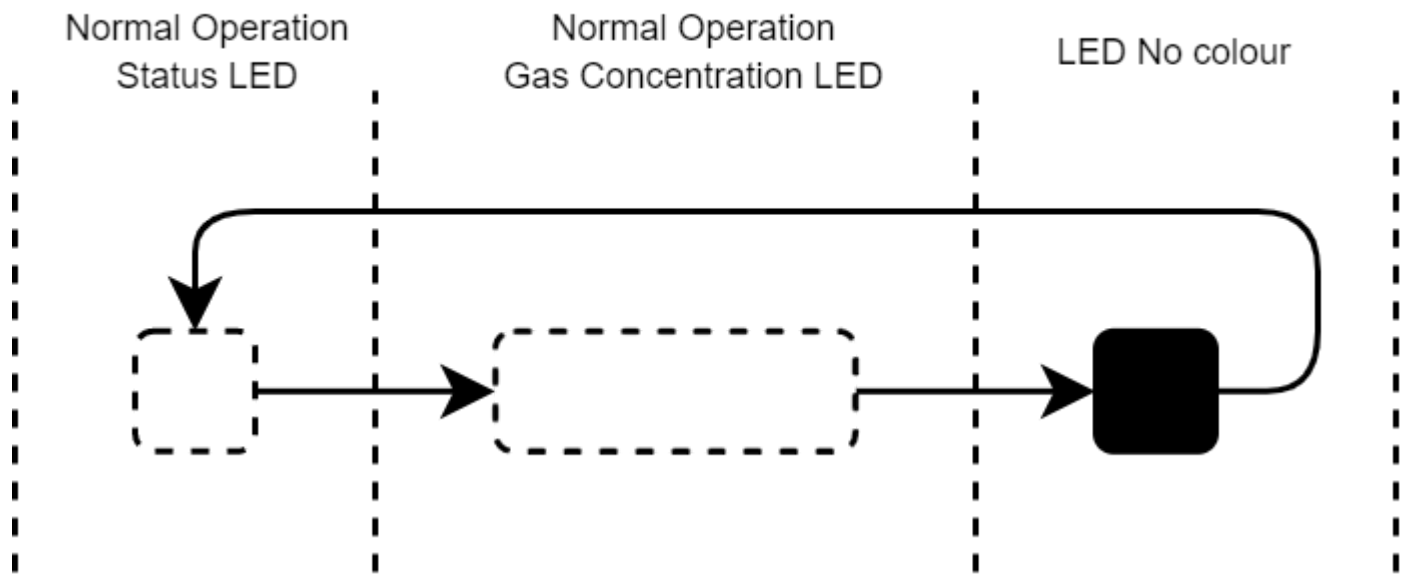 Normal Operation
Status LED
Normal Operation
Gas Concentration LED
LED No colour